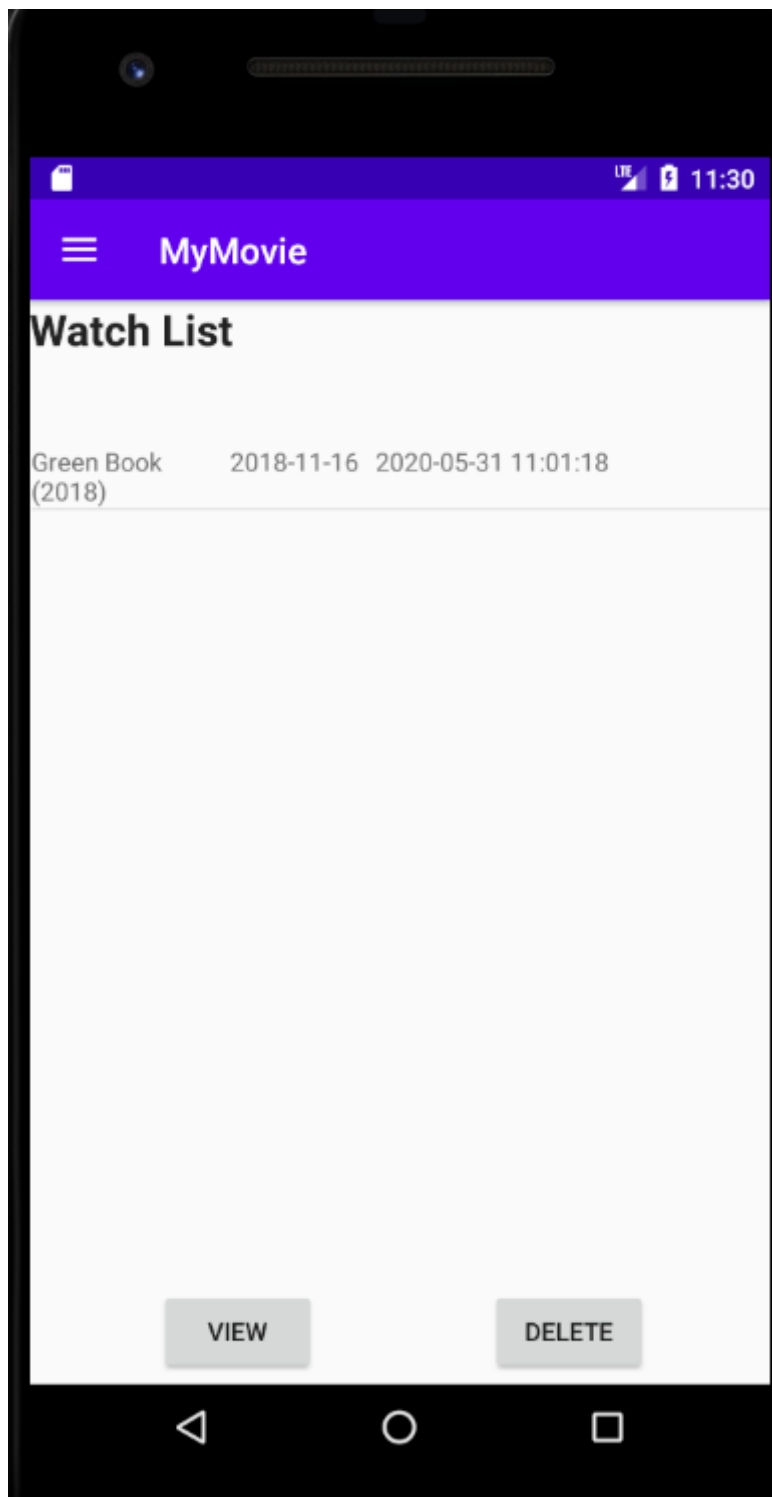 LTE 11:30
MyMovie
Watch List
Green Book 2018-11-16 2020-05-31 11:01:18
(2018)
VIEW DELETE